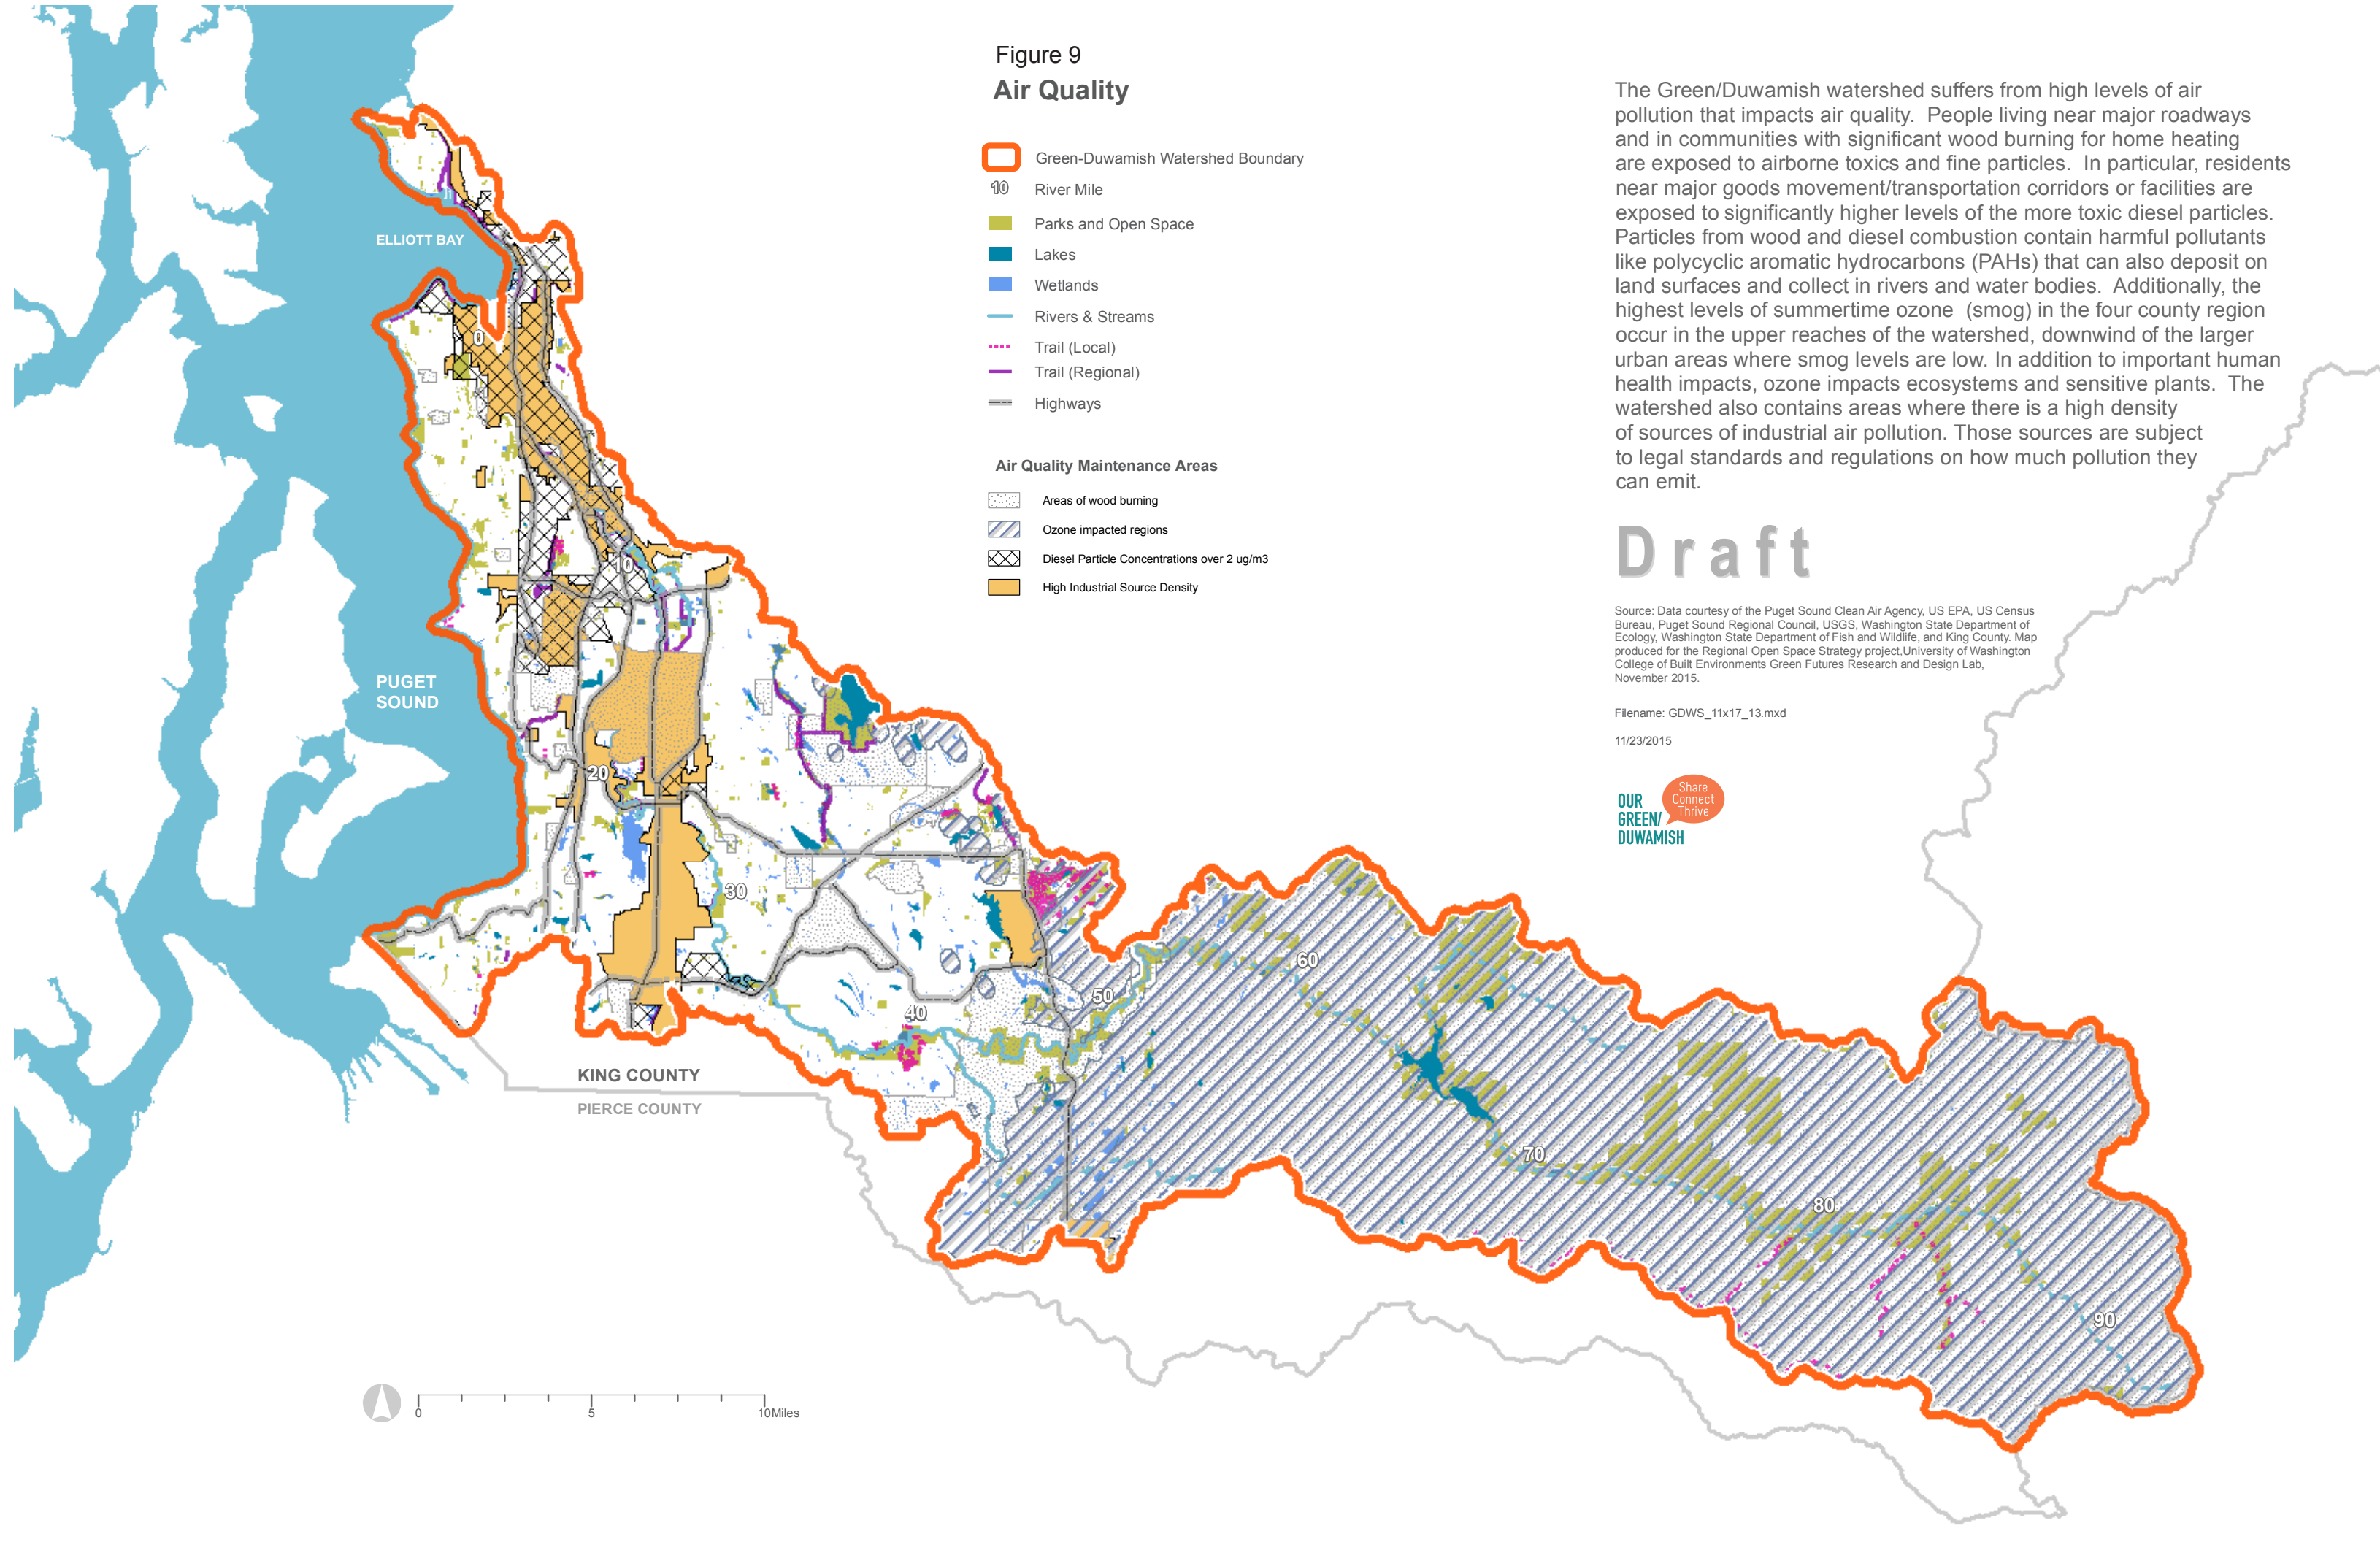 Figure 9
Air Quality
Green-Duwamish Watershed Boundary
10
River Mile
Parks and Open Space
Lakes
Wetlands
Rivers & Streams
Trail (Local)
Trail (Regional)
Highways
Air Quality Maintenance Areas
Areas of wood burning
Ozone impacted regions
Diesel Particle Concentrations over 2 ug/m3
High Industrial Source Density
The Green/Duwamish watershed suffers from high levels of air
pollution that impacts air quality.  People living near major roadways
and in communities with significant wood burning for home heating
are exposed to airborne toxics and fine particles.  In particular, residents
near major goods movement/transportation corridors or facilities are
exposed to significantly higher levels of the more toxic diesel particles.
Particles from wood and diesel combustion contain harmful pollutants
like polycyclic aromatic hydrocarbons (PAHs) that can also deposit on
land surfaces and collect in rivers and water bodies.  Additionally, the
highest levels of summertime ozone  (smog) in the four county region
occur in the upper reaches of the watershed, downwind of the larger
urban areas where smog levels are low. In addition to important human
health impacts, ozone impacts ecosystems and sensitive plants.  The
watershed also contains areas where there is a high density
of sources of industrial air pollution. Those sources are subject
to legal standards and regulations on how much pollution they
can emit.
Draft
Source: Data courtesy of the Puget Sound Clean Air Agency, US EPA, US Census
Bureau, Puget Sound Regional Council, USGS, Washington State Department of
Ecology, Washington State Department of Fish and Wildlife, and King County. Map
produced for the Regional Open Space Strategy project,University of Washington
College of Built Environments Green Futures Research and Design Lab,
November 2015.
Filename: GDWS_11x17_13.mxd
11/23/2015
OUR
GREEN/
DUWAMISH
Share
Connect
Thrive
ELLIOTT BAY
0
10
PUGET
SOUND
20
30
40
50
60
70
80
90
KING COUNTY
PIERCE COUNTY
0
5
10Miles